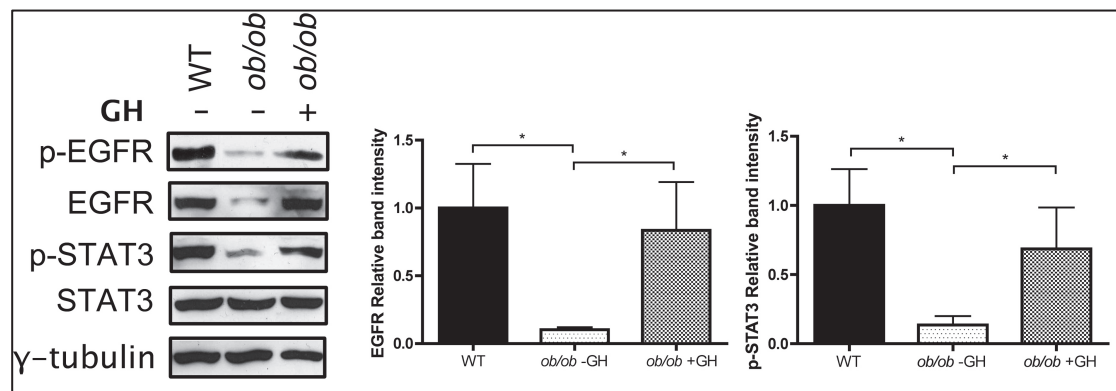 WT ob/ob ob/ob
GH - - +
p-EGFR
EGFR
p-STAT3
STAT3
γ-tubulin
EGFR Relative band intensity
1.5
1.0
0.5
0.0
* *
WT ob/ob -GH ob/ob +GH
p-STAT3 Relative band intensity
1.5
1.0
0.5
0.0
* *
WT ob/ob -GH ob/ob +GH